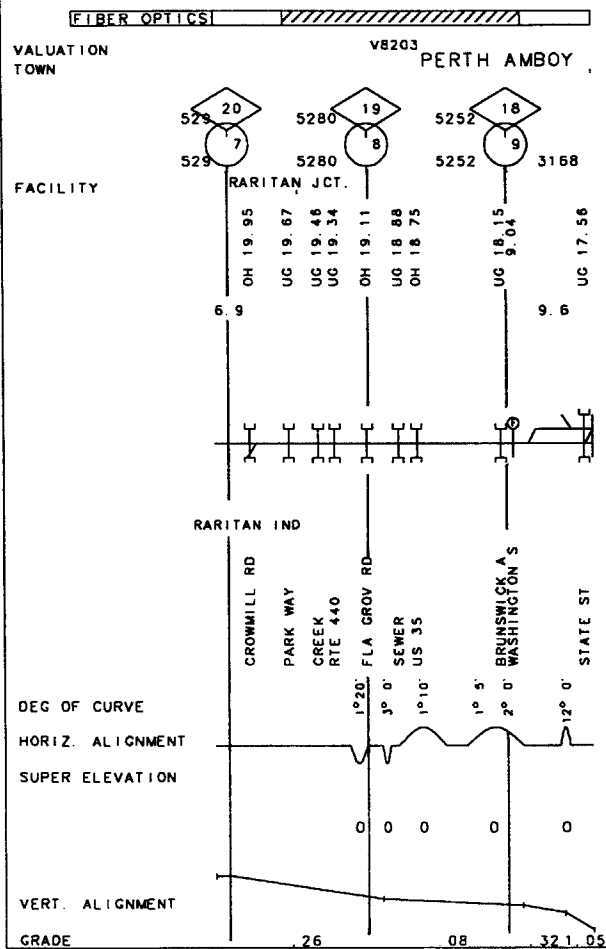 FIBER OPTICS
VALUATION V8203
TOWN PERTH AMBOY
20 19 18
529 5280 5252
7 8 9
529 5280 5252 3168
FACILITY RARITAN JCT.
OH 19.95
UG 19.67
UG 19.46
UG 19.34
OH 19.11
UG 18.88
OH 18.75
UG 18.15
9.04
UG 17.56
6.9 9.6
P
RARITAN IND
CROWMILL RD
PARK WAY
CREEK
RTE 440
FLA GROV RD
SEWER
US 35
BRUNSWICK A
WASHINGTON S
STATE ST
DEG OF CURVE 1°20' 3° 0' 1°10' 1° 5' 2° 0' 12° 0'
HORIZ. ALIGNMENT
SUPER ELEVATION
0 0 0 0 0
VERT. ALIGNMENT
GRADE .26 08 .32 1.05